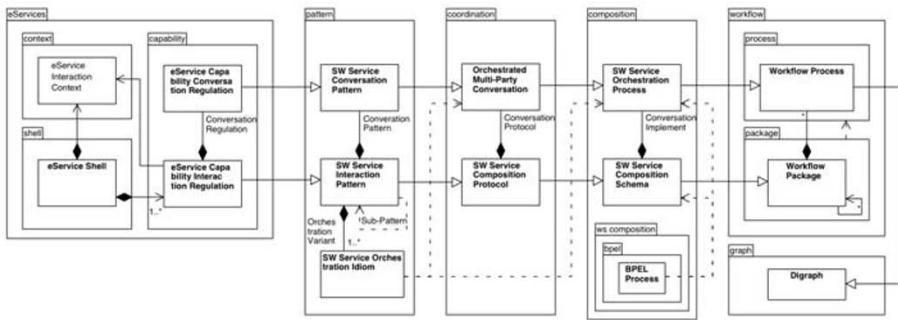 eServices
pattern
coordination
composition
workflow
context
capability
process
eService
Interaction
Context
eService Capa
bility Conversa
tion Regulation
SW Service
Conversation
Pattern
Orchestrated
Multi-Party
Conversation
SW Service
Orchestration
Process
Workflow Process
Conversation
Regulation
Converation
Pattern
Conversation
Protocol
Conversation
Implement
*
shell
package
eService Shell
eService Capa
bility Interac
tion Regulation
SW Service
Interaction
Pattern
SW Service
Composition
Protocol
SW Service
Composition
Schema
Workflow
Package
1..*
*
Orches
tration
Variant
Sub-Pattern
1..*
SW Service Orches
tration Idiom
ws composition
bpel
BPEL
Process
graph
Digraph